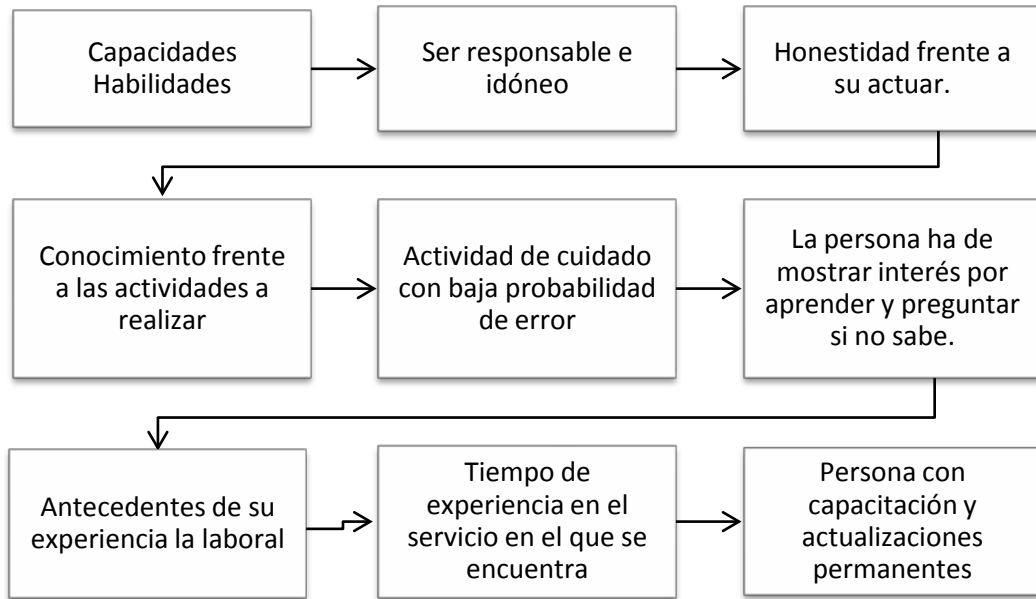 Capacidades
Habilidades
Ser responsable e
idóneo
Honestidad frente a
su actuar.
Conocimiento frente
a las actividades a
realizar
Actividad de cuidado
con baja probabilidad
de error
La persona ha de
mostrar interés por
aprender y preguntar
si no sabe.
Antecedentes de su
experiencia la laboral
Tiempo de
experiencia en el
servicio en el que se
encuentra
Persona con
capacitación y
actualizaciones
permanentes